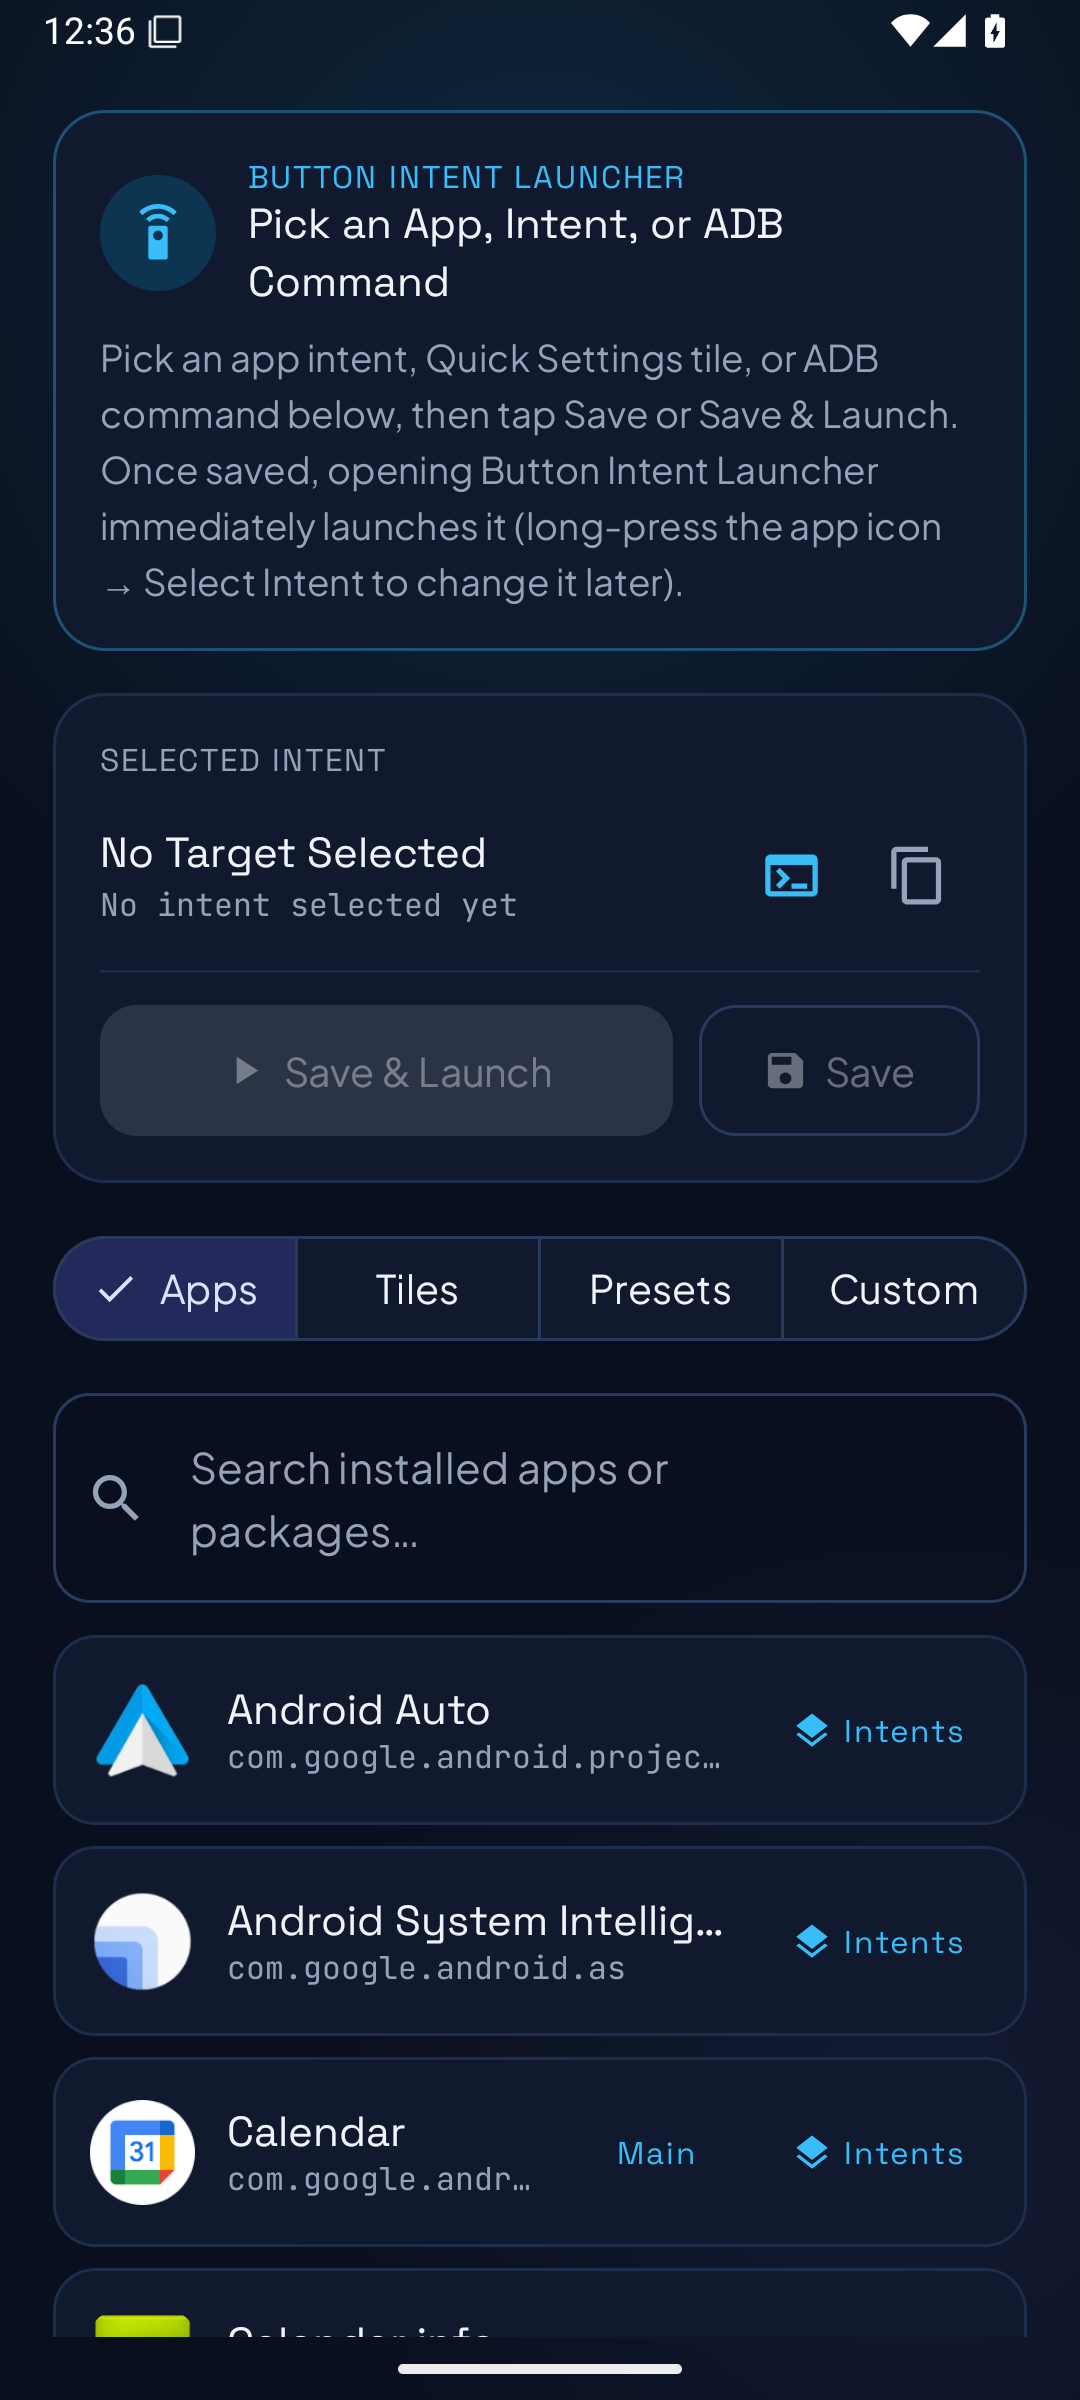 12:36
BUTTON INTENT LAUNCHER
Pick an App, Intent, or ADB
Command
Pick an app intent, Quick Settings tile, or ADB
command below, then tap Save or Save & Launch.
Once saved, opening Button Intent Launcher
immediately launches it (long-press the app icon
→ Select Intent to change it later).
SELECTED INTENT
No Target Selected
No intent selected yet
Save & Launch
Save
Apps
Tiles
Presets
Custom
Search installed apps or
packages...
Android Auto
com.google.android.projec…
Intents
Android System Intellig...
com.google.android.as
Intents
31
Calendar
com.google.andr…
Main
Intents
Calendar info